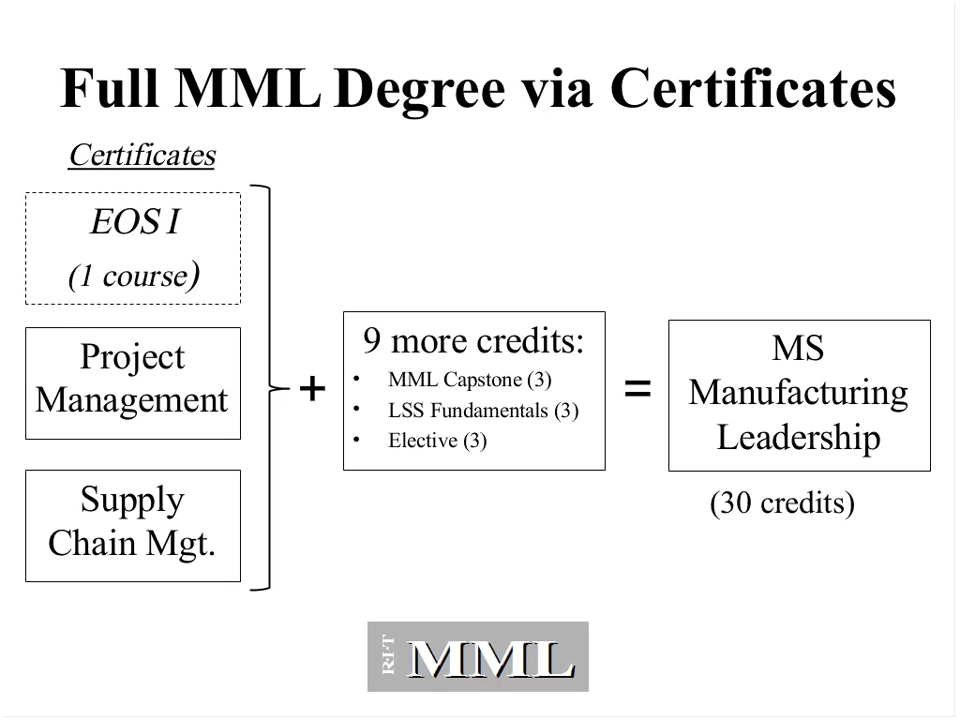 Full MML Degree via Certificates
Certificates
EOS I
(1 course)
Project
Management
Supply
Chain Mgt.
+
9 more credits:
• MML Capstone (3)
• LSS Fundamentals (3)
• Elective (3)
=
MS
Manufacturing
Leadership
(30 credits)
R·I·T
MML